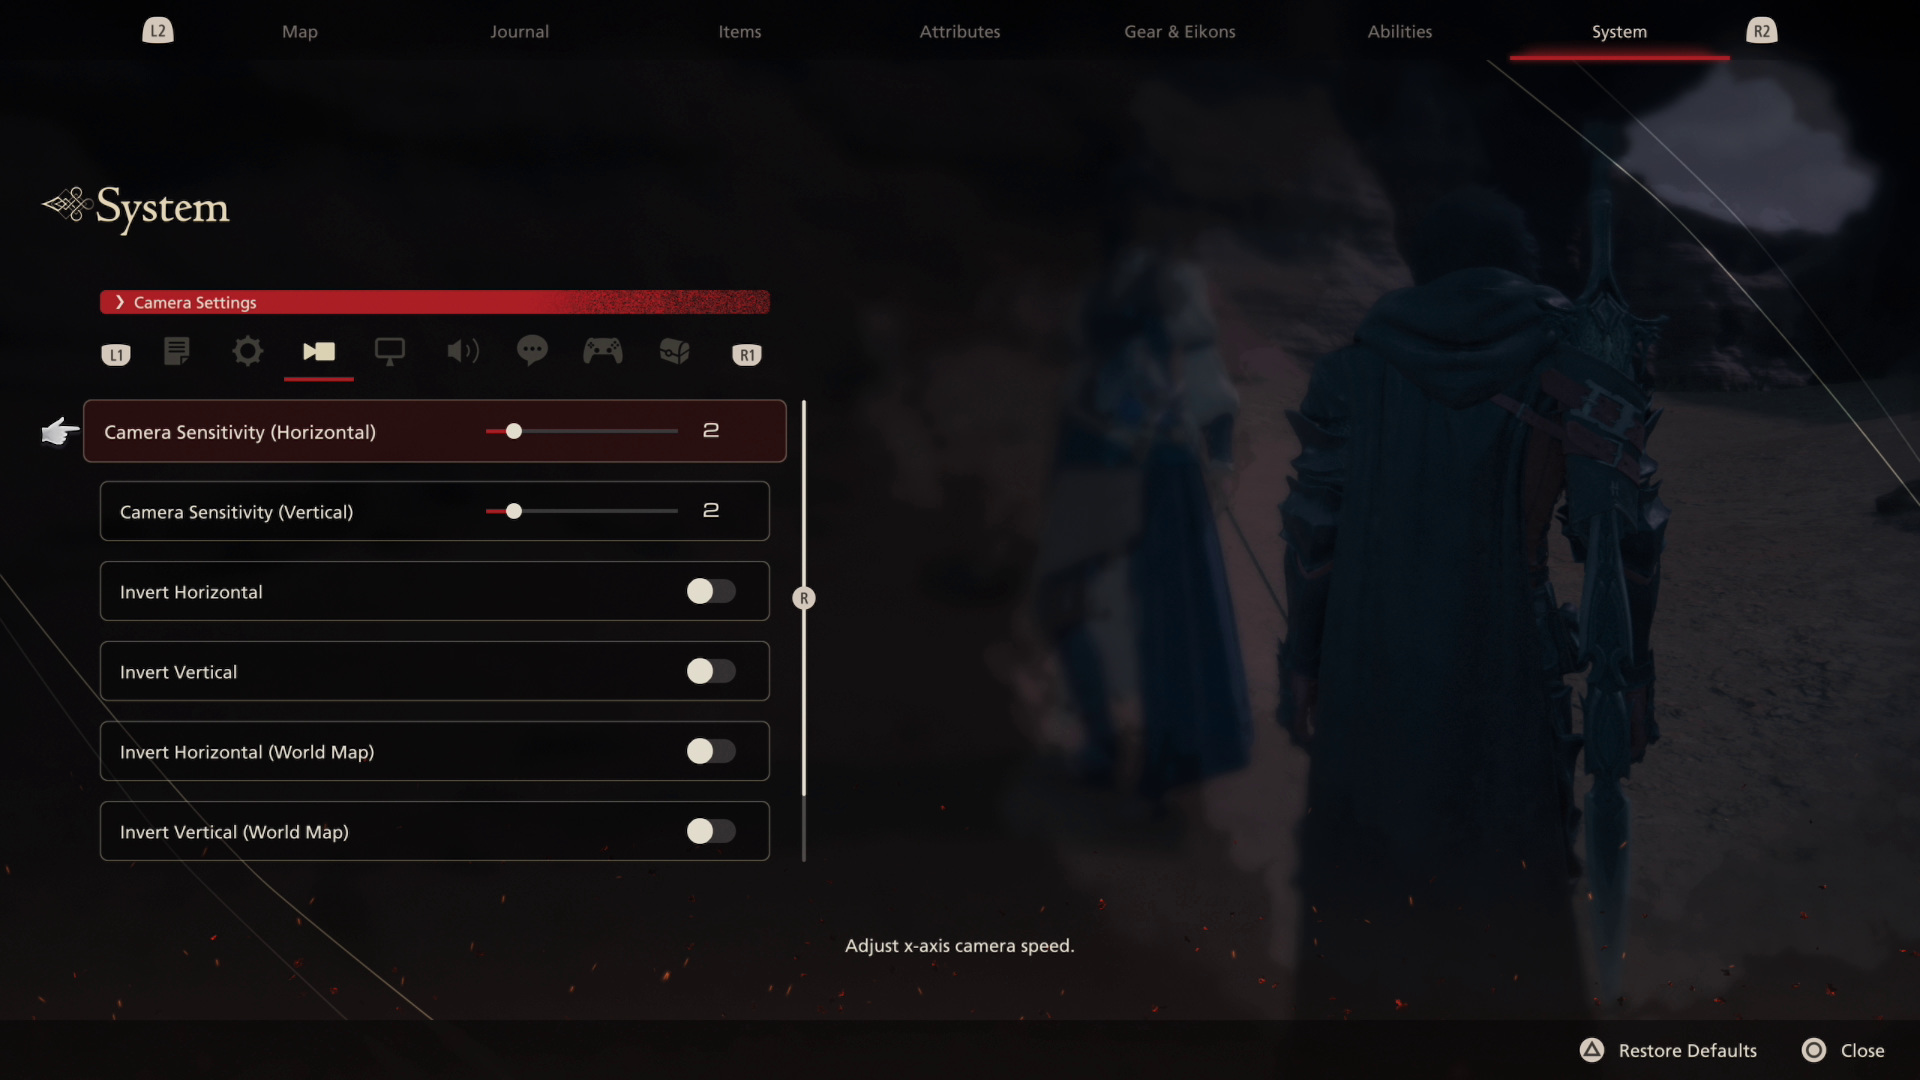 L2 Map Journal Items Attributes Gear & Eikons Abilities System R2
System
Camera Settings
L1 R1
Camera Sensitivity (Horizontal) 2
Camera Sensitivity (Vertical) 2
Invert Horizontal
R
Invert Vertical
Invert Horizontal (World Map)
Invert Vertical (World Map)
Adjust x-axis camera speed.
Restore Defaults Close